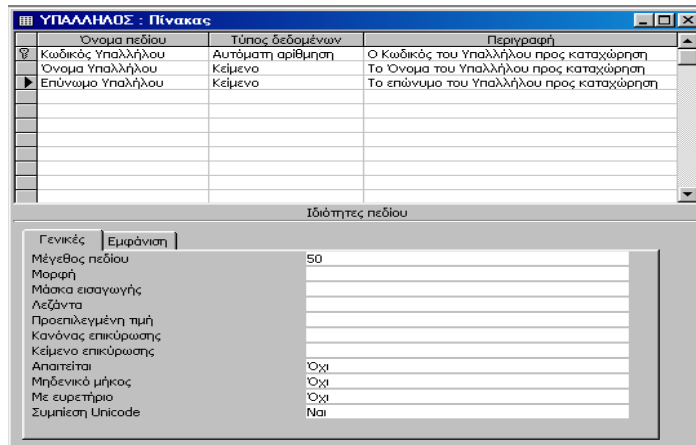 ΥΠΑΛΛΗΛΟΣ : Πίνακας
Όνομα πεδίου Τύπος δεδομένων Περιγραφή
Κωδικός Υπαλλήλου Αυτόματη αρίθμηση Ο Κωδικός του Υπαλλήλου προς καταχώρηση
Όνομα Υπαλλήλου Κείμενο Το Όνομα του Υπαλλήλου προς καταχώρηση
Επώνωμο Υπαλήλου Κείμενο Το επώνυμο του Υπαλλήλου προς καταχώρηση
Ιδιότητες πεδίου
Γενικές Εμφάνιση
Μέγεθος πεδίου 50
Μορφή
Μάσκα εισαγωγής
Λεζάντα
Προεπιλεγμένη τιμή
Κανόνας επικύρωσης
Κείμενο επικύρωσης
Απαιτείται Όχι
Μηδενικό μήκος Όχι
Με ευρετήριο Όχι
Συμπίεση Unicode Ναι